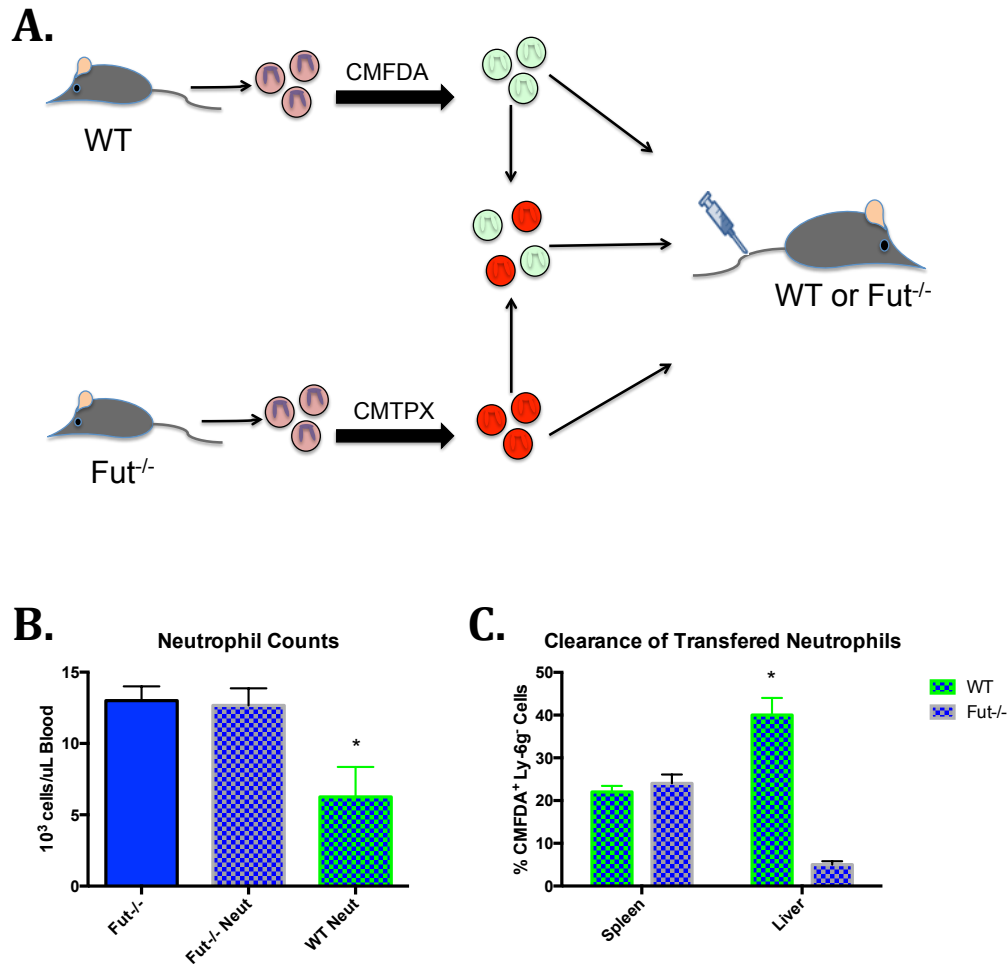 A.
CMFDA
WT
WT or Fut-/-
CMTPX
Fut-/-
B.
Neutrophil Counts
10³ cells/uL Blood
15
10
5
0
Fut-/-
Fut-/- Neut
WT Neut
*
C.
Clearance of Transfered Neutrophils
% CMFDA⁺ Ly-6g⁻ Cells
50
40
30
20
10
0
*
Spleen
Liver
WT
Fut-/-